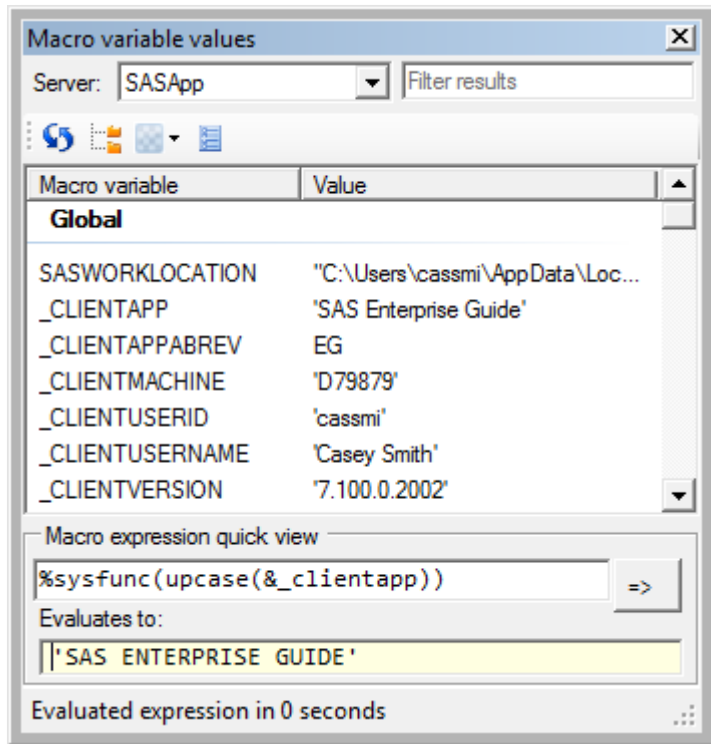 Macro variable values
Server: SASApp Filter results
Macro variable Value
Global
SASWORKLOCATION "C:\Users\cassmi\AppData\Loc...
_CLIENTAPP 'SAS Enterprise Guide'
_CLIENTAPPABREV EG
_CLIENTMACHINE 'D79879'
_CLIENTUSERID 'cassmi'
_CLIENTUSERNAME 'Casey Smith'
_CLIENTVERSION '7.100.0.2002'
Macro expression quick view
%sysfunc(upcase(&_clientapp)) =>
Evaluates to:
'SAS ENTERPRISE GUIDE'
Evaluated expression in 0 seconds